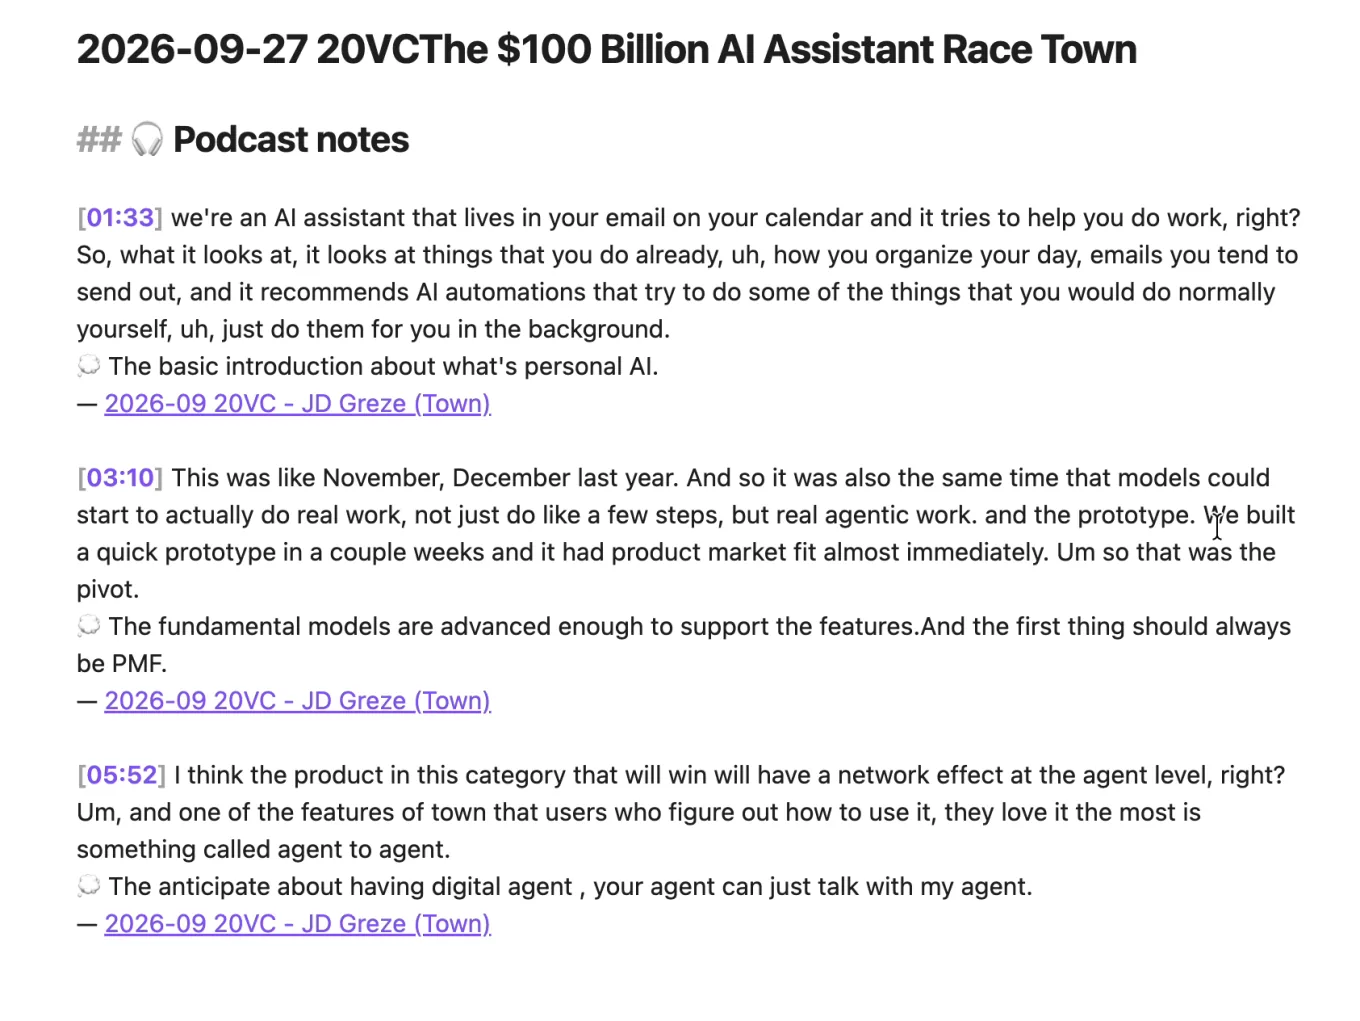 2026-09-27 20VCThe $100 Billion AI Assistant Race Town
## 🎧 Podcast notes
[01:33] we're an AI assistant that lives in your email on your calendar and it tries to help you do work, right?
So, what it looks at, it looks at things that you do already, uh, how you organize your day, emails you tend to
send out, and it recommends AI automations that try to do some of the things that you would do normally
yourself, uh, just do them for you in the background.
💭 The basic introduction about what's personal AI.
— 2026-09 20VC - JD Greze (Town)
[03:10] This was like November, December last year. And so it was also the same time that models could
start to actually do real work, not just do like a few steps, but real agentic work. and the prototype. We built
a quick prototype in a couple weeks and it had product market fit almost immediately. Um so that was the
pivot.
💭 The fundamental models are advanced enough to support the features.And the first thing should always
be PMF.
— 2026-09 20VC - JD Greze (Town)
[05:52] I think the product in this category that will win will have a network effect at the agent level, right?
Um, and one of the features of town that users who figure out how to use it, they love it the most is
something called agent to agent.
💭 The anticipate about having digital agent , your agent can just talk with my agent.
— 2026-09 20VC - JD Greze (Town)